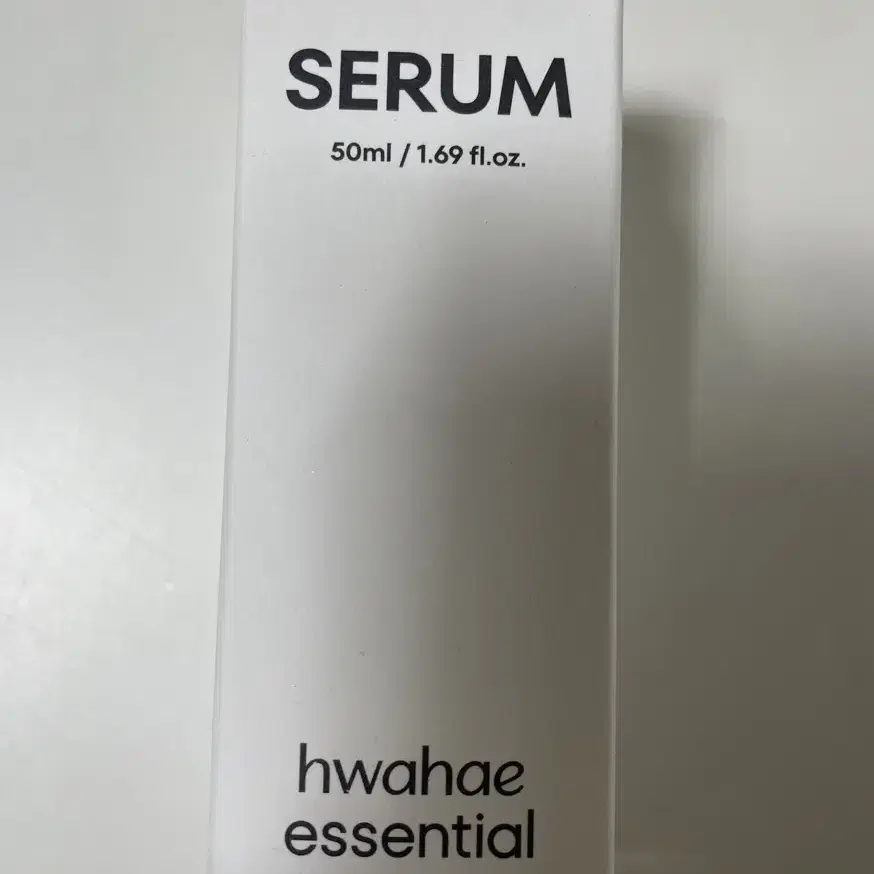 SERUM
50ml / 1.69 fl.oz.
hwahae
essential